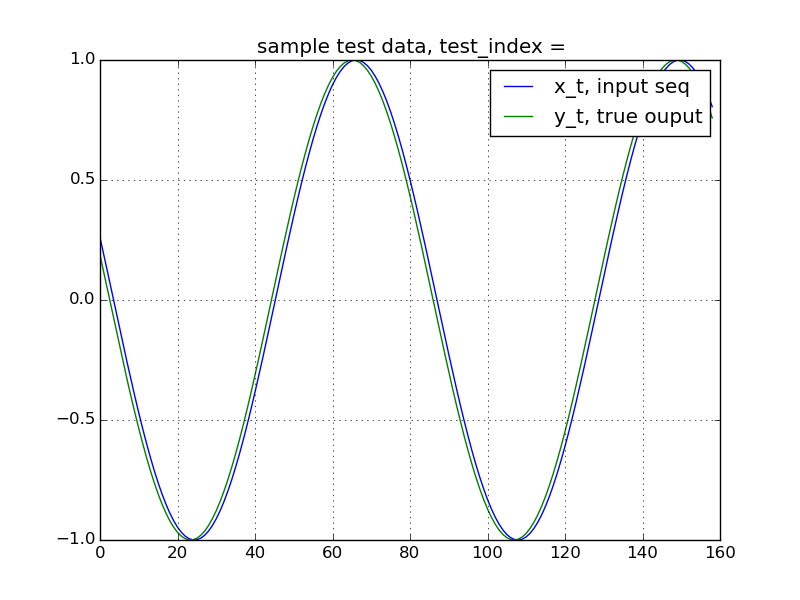 sample test data, test_index =
x_t, input seq
y_t, true ouput
1.0
0.5
0.0
−0.5
−1.0
0 20 40 60 80 100 120 140 160